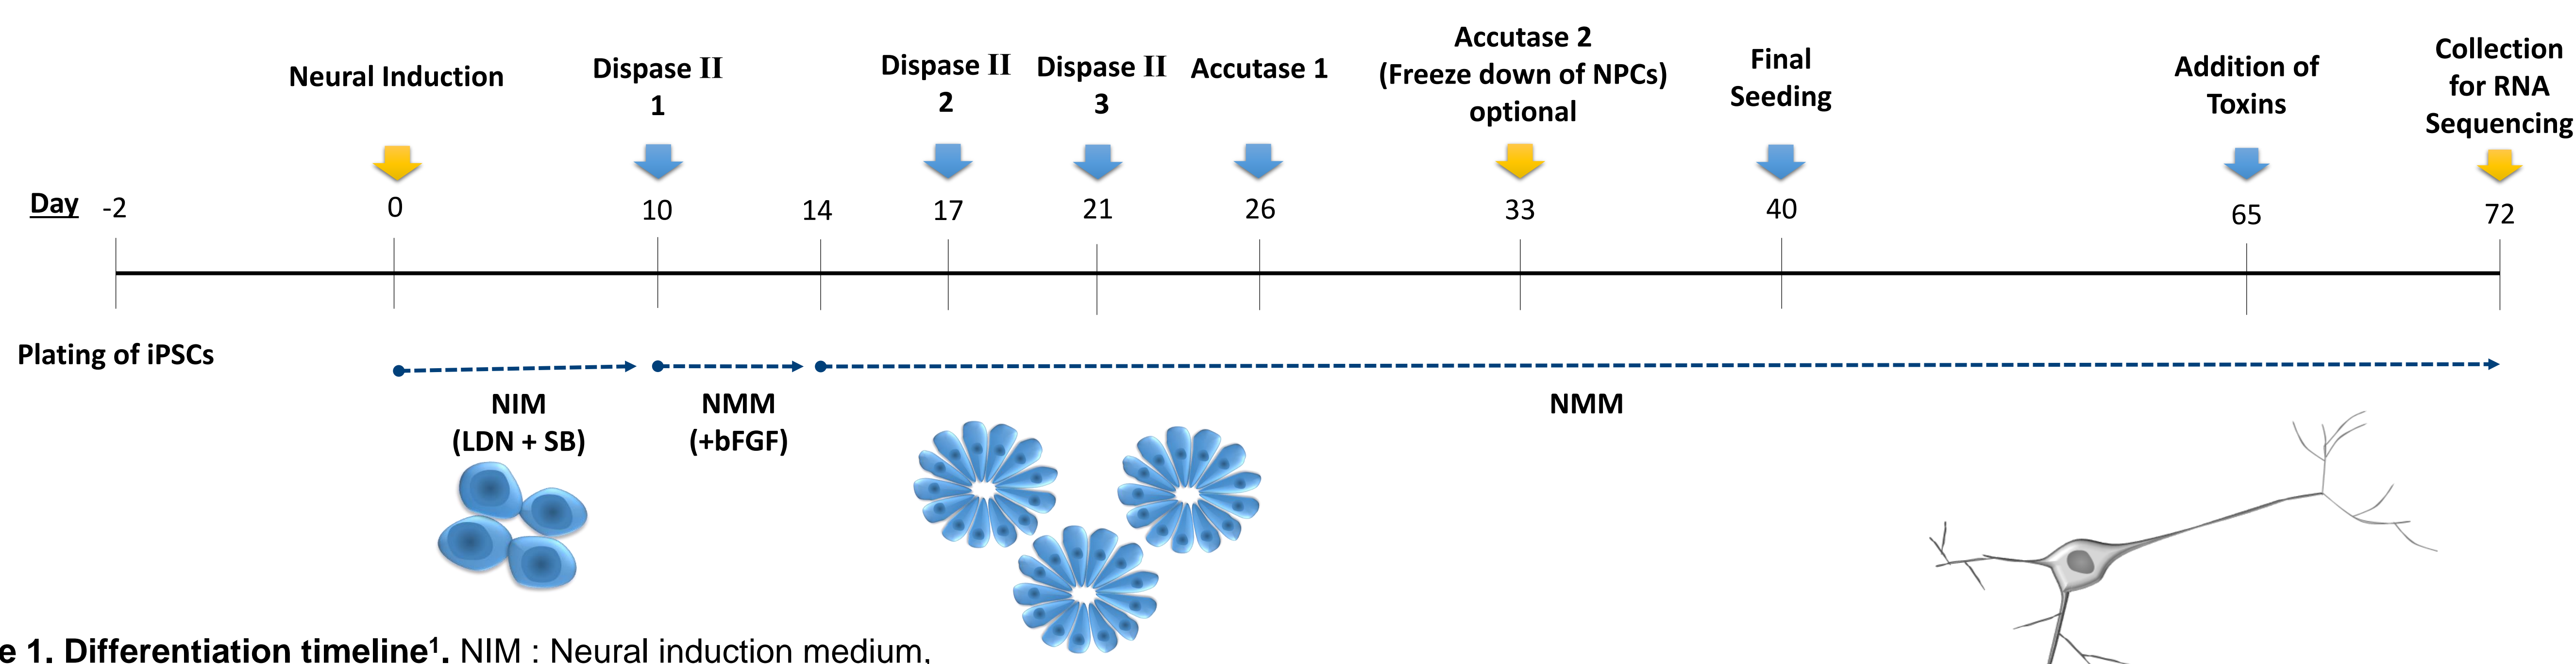 Neural Induction
Dispase II
1
Dispase II
2
Dispase II
3
Accutase 1
Accutase 2
(Freeze down of NPCs)
optional
Final
Seeding
Addition of
Toxins
Collection
for RNA
Sequencing
Day -2 0 10 14 17 21 26 33 40 65 72
Plating of iPSCs
NIM
(LDN + SB)
NMM
(+bFGF)
NMM
e 1. Differentiation timeline¹. NIM : Neural induction medium,